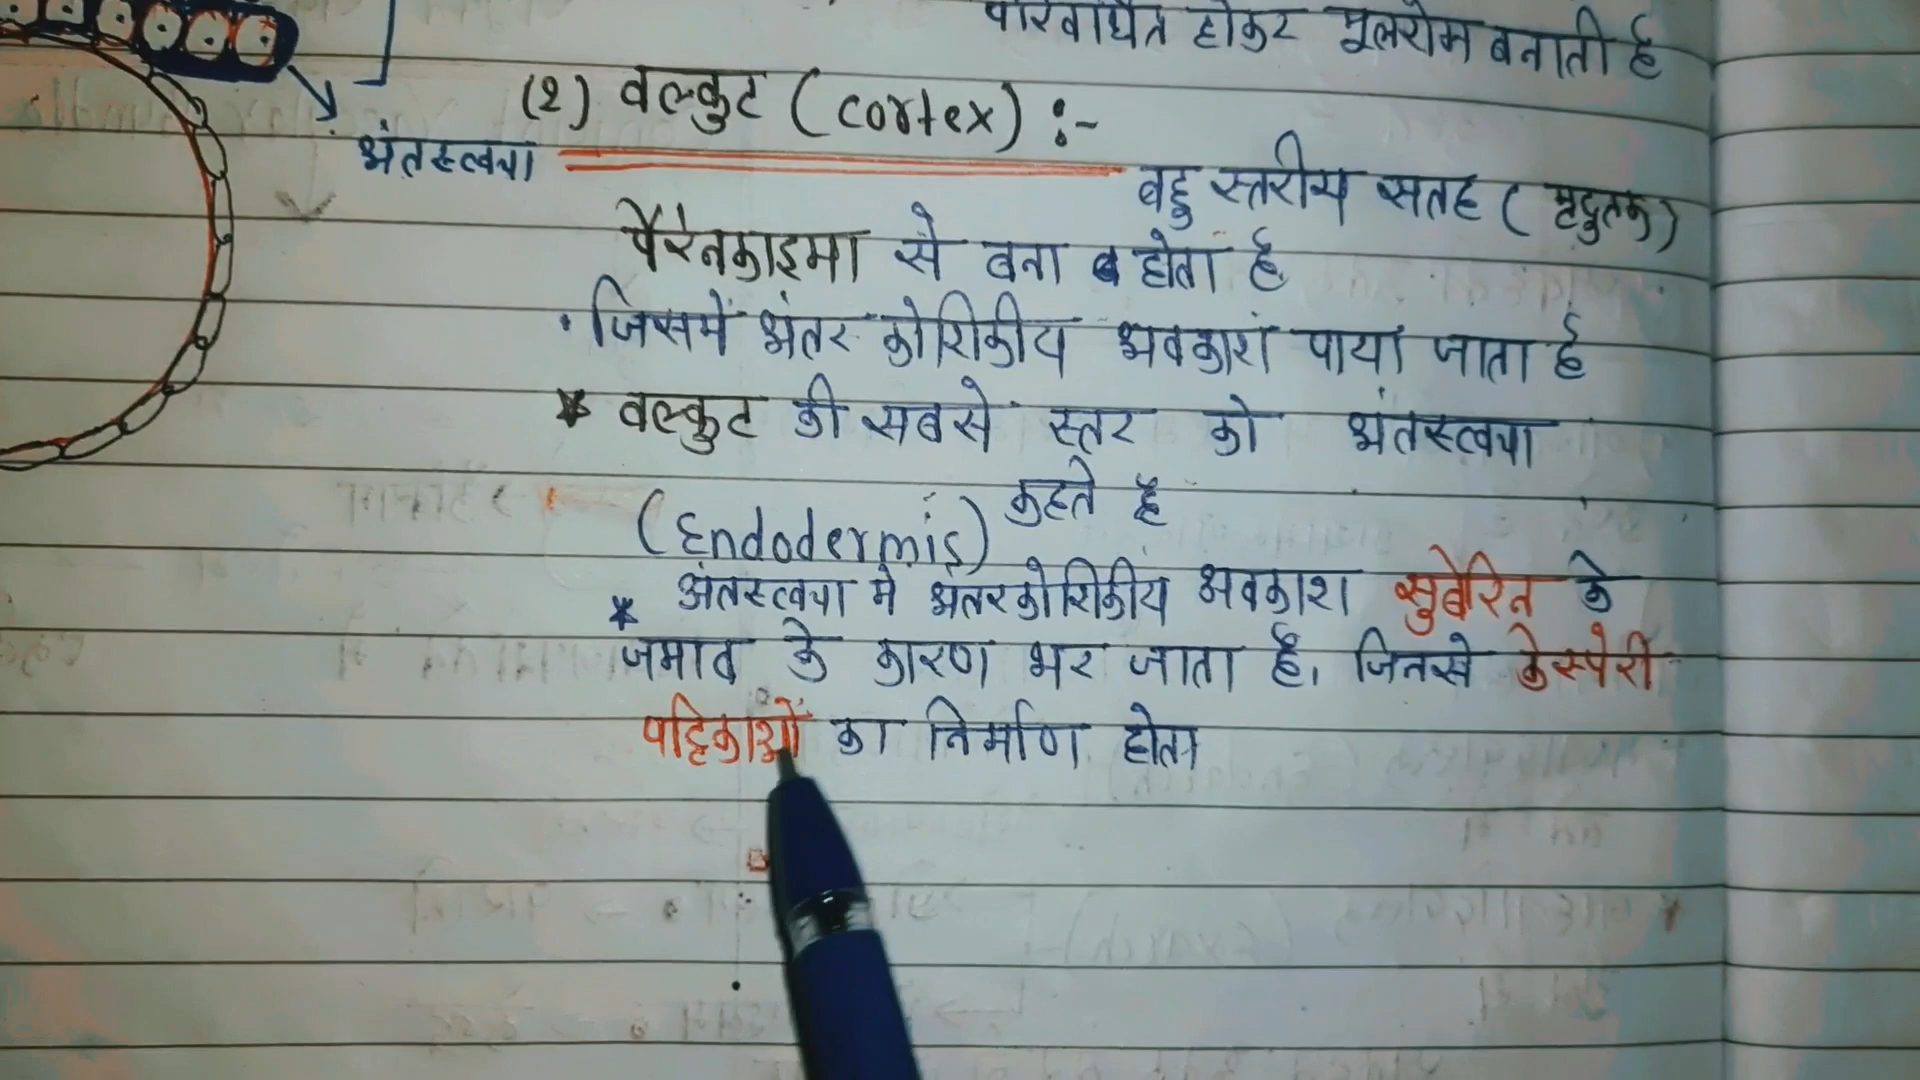 परिवर्धित होकर मूलरोम बनाती है
(2) वल्कुट (cortex) :-
अंतस्त्वचा
बहु स्तरीय सतह ( मृदुतक)
पैरेनकाइमा से बना होता है
जिसमें अंतर कोशिकीय अवकाश पाया जाता है
* वल्कुट की सबसे स्तर को अंतस्त्वचा
(Endodermis) कहते है
* अंतस्त्वचा मे अंतरकोशिकीय अवकाश सुबेरिन के
जमाव के कारण भर जाता है। जिनसे केस्पेरी
पट्टिकाओं का निर्माण होता